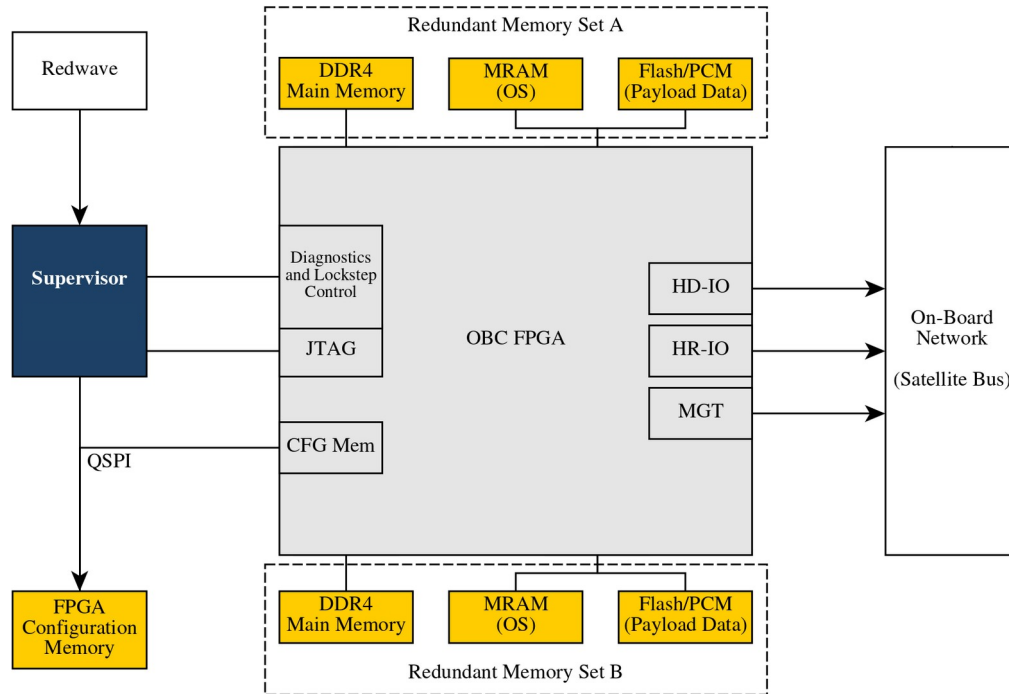 Redundant Memory Set A
Redwave
DDR4
Main Memory
MRAM
(OS)
Flash/PCM
(Payload Data)
Supervisor
Diagnostics
and Lockstep
Control
JTAG
CFG Mem
QSPI
OBC FPGA
HD-IO
HR-IO
MGT
On-Board
Network
(Satellite Bus)
FPGA
Configuration
Memory
DDR4
Main Memory
MRAM
(OS)
Flash/PCM
(Payload Data)
Redundant Memory Set B